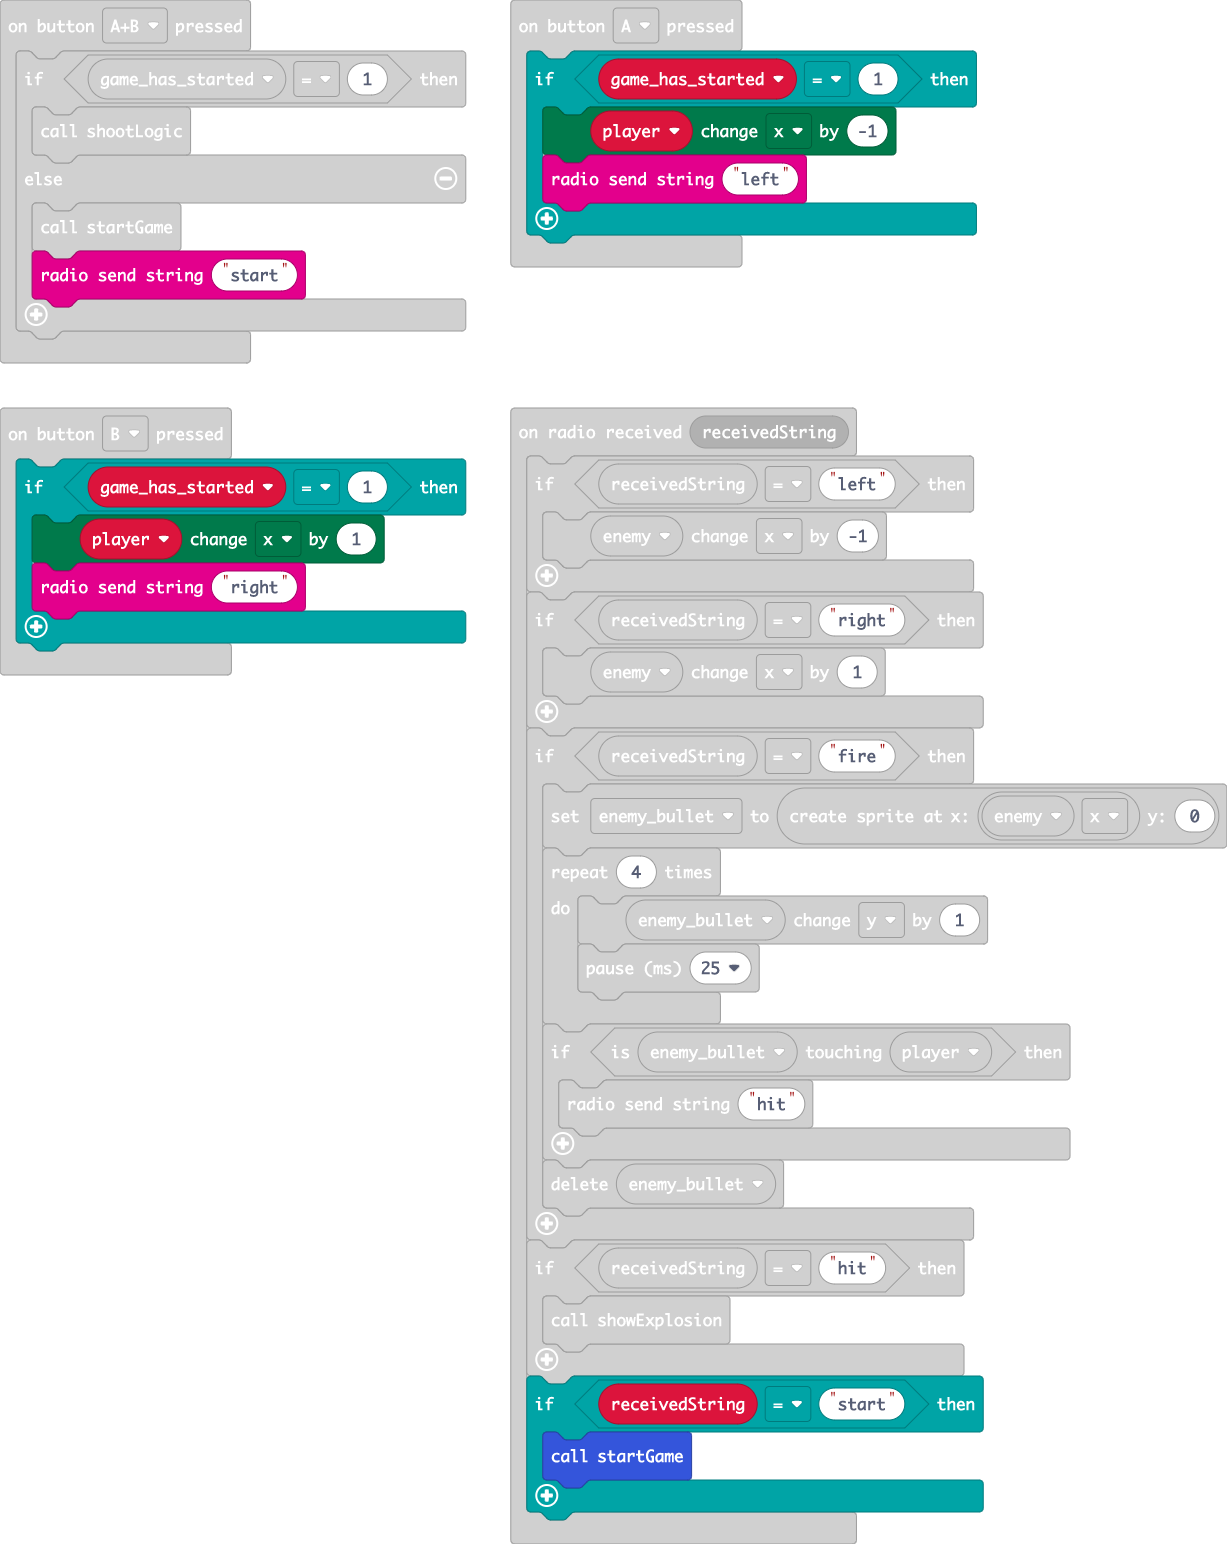 on button A+B pressed
if game_has_started = 1 then
call shootLogic
else
call startGame
radio send string "start"
on button A pressed
if game_has_started = 1 then
player change x by -1
radio send string "left"
on button B pressed
if game_has_started = 1 then
player change x by 1
radio send string "right"
on radio received receivedString
if receivedString = "left" then
enemy change x by -1
if receivedString = "right" then
enemy change x by 1
if receivedString = "fire" then
set enemy_bullet to create sprite at x: enemy x y: 0
repeat 4 times
do enemy_bullet change y by 1
pause (ms) 25
if is enemy_bullet touching player then
radio send string "hit"
delete enemy_bullet
if receivedString = "hit" then
call showExplosion
if receivedString = "start" then
call startGame